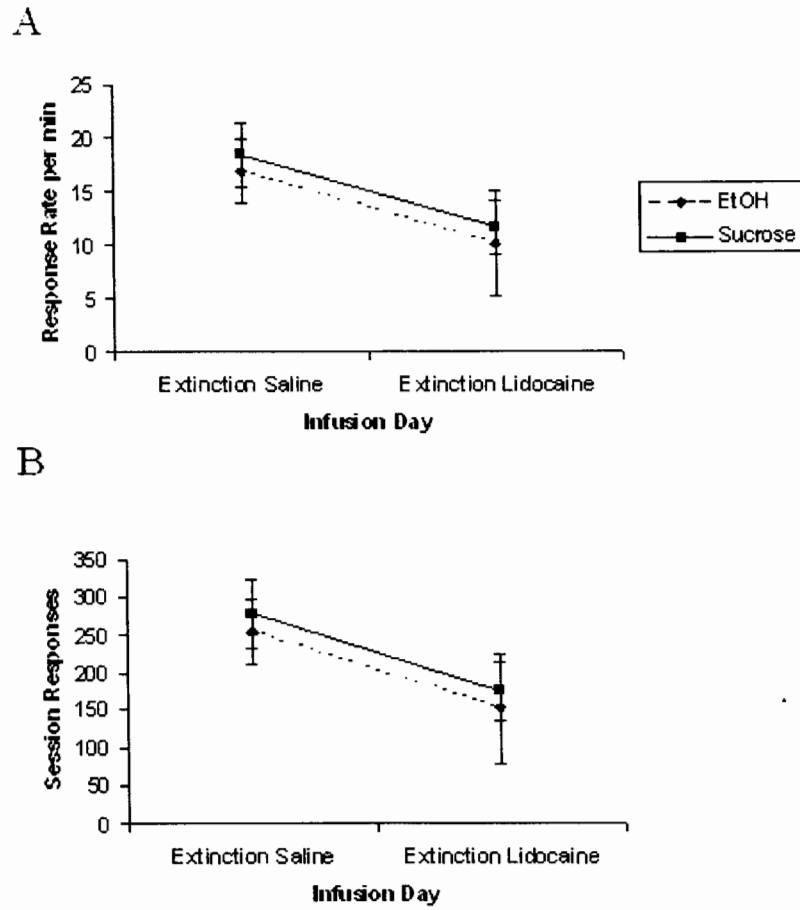 A
Response Rate per min
25
20
15
10
5
0
Extinction Saline Extinction Lidocaine
Infusion Day
EtOH
Sucrose
B
Session Responses
350
300
250
200
150
100
50
0
Extinction Saline Extinction Lidocaine
Infusion Day